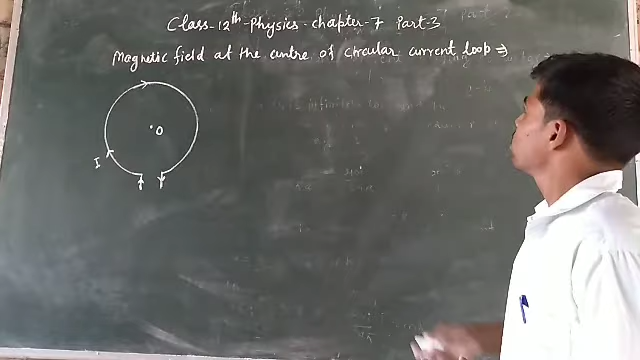 Class-12th-Physics-chapter-7 Part-3
Magnetic field at the centre of circular current loop ⇒
O
I